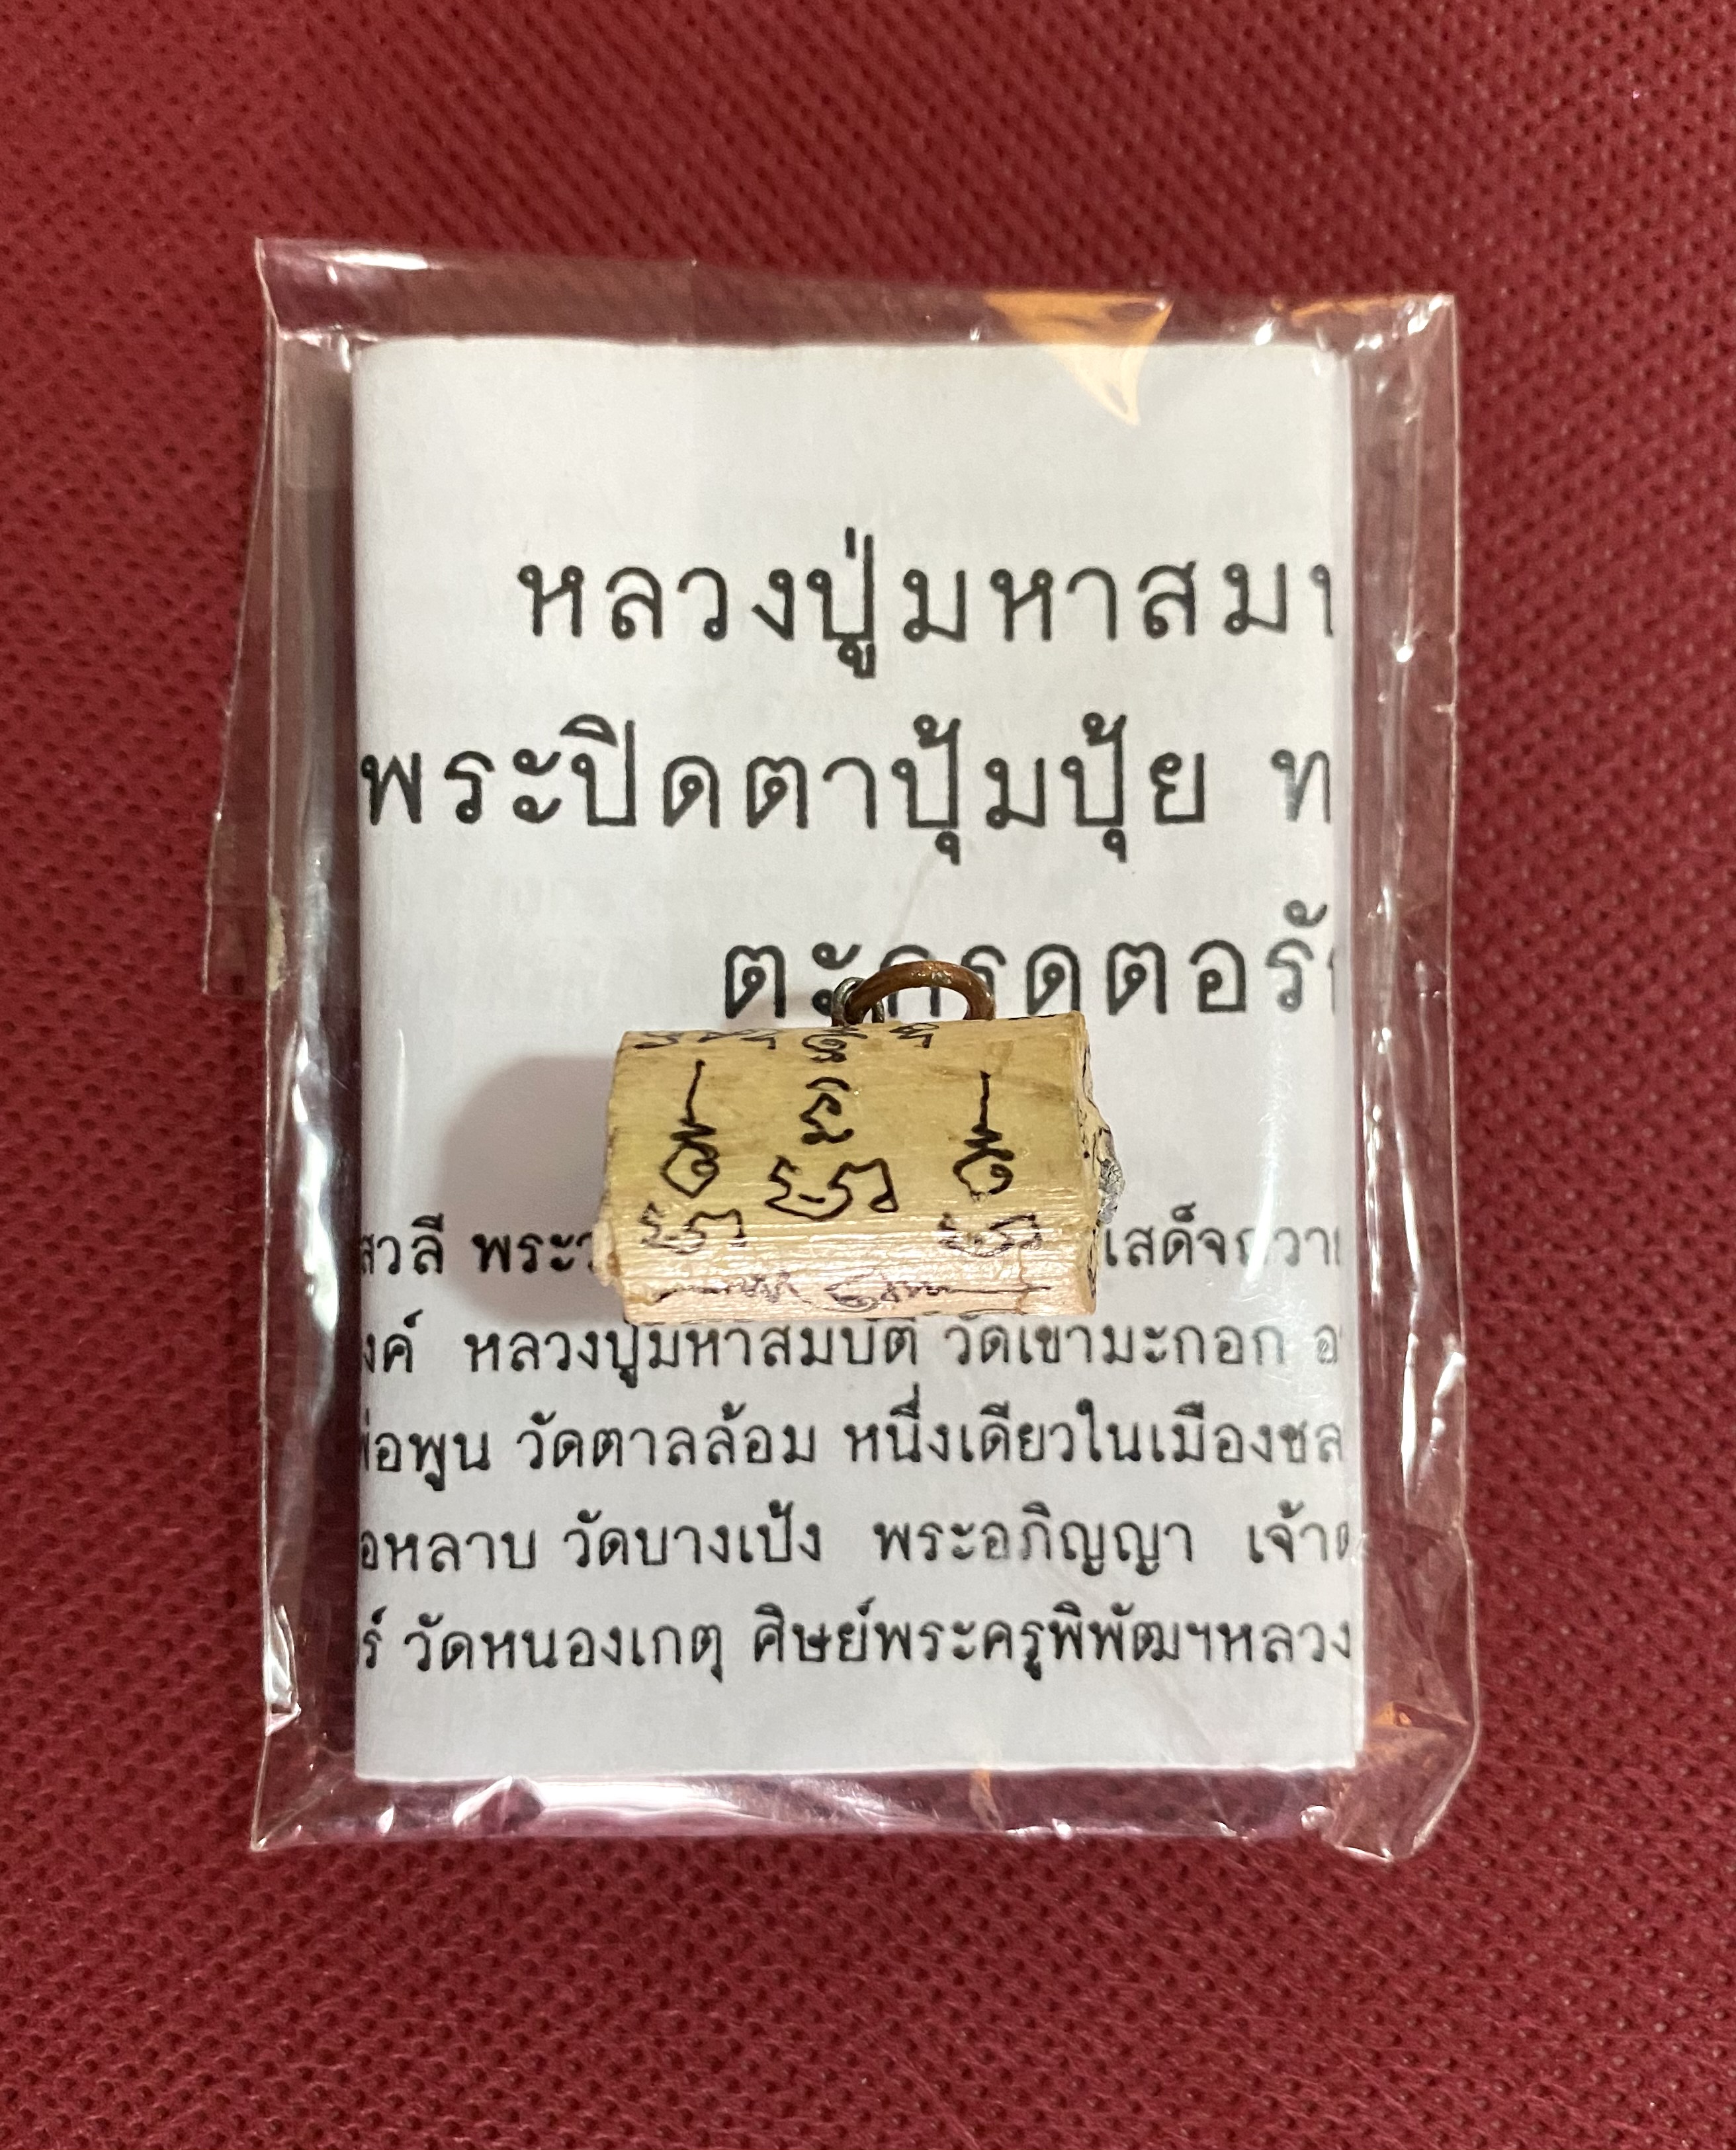 หลวงปู่มหาสม
พระปิดตาปุ้มปุ้ย ท
ตะกรุดตอรั
สวลี พระ เสด็จถวา
งค์ หลวงปู่มหาสมบัติ วัดเขามะกอก อ
พ่อพูน วัดตาลล้อม หนึ่งเดียวในเมืองชล
อหลาบ วัดบางเป้ง พระอภิญญา เจ้า
ร์ วัดหนองเกตุ ศิษย์พระครูพิพัฒฯหลวง